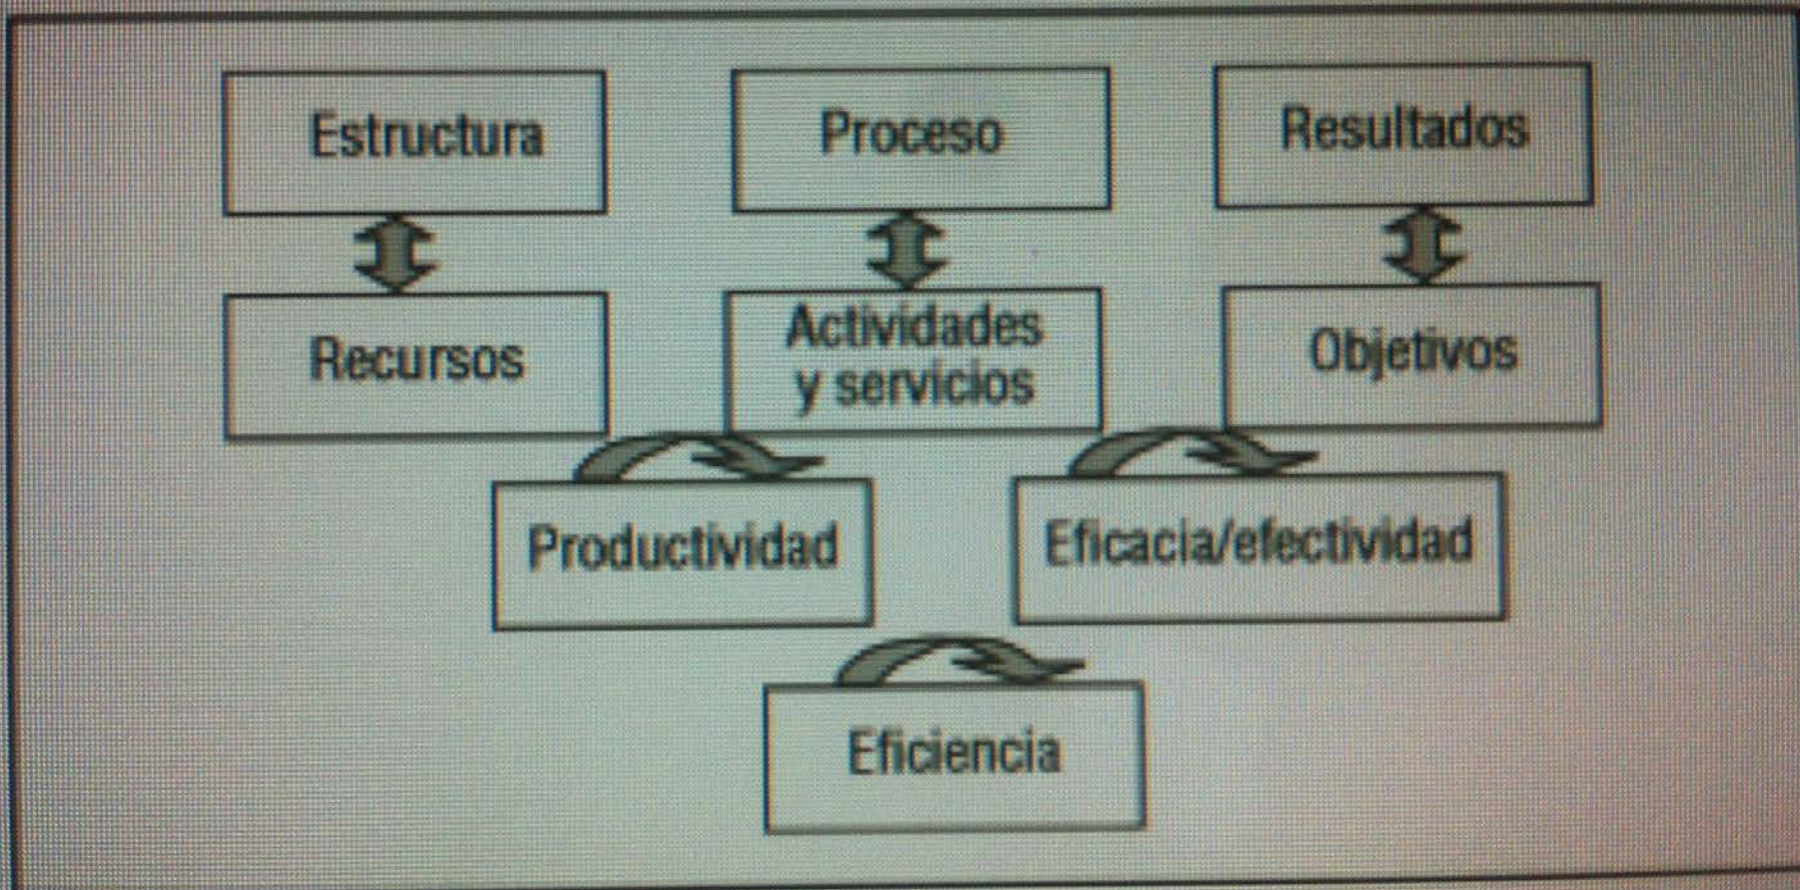 Estructura
Proceso
Resultados
Recursos
Actividades
y servicios
Objetivos
Productividad
Eficacia/efectividad
Eficiencia